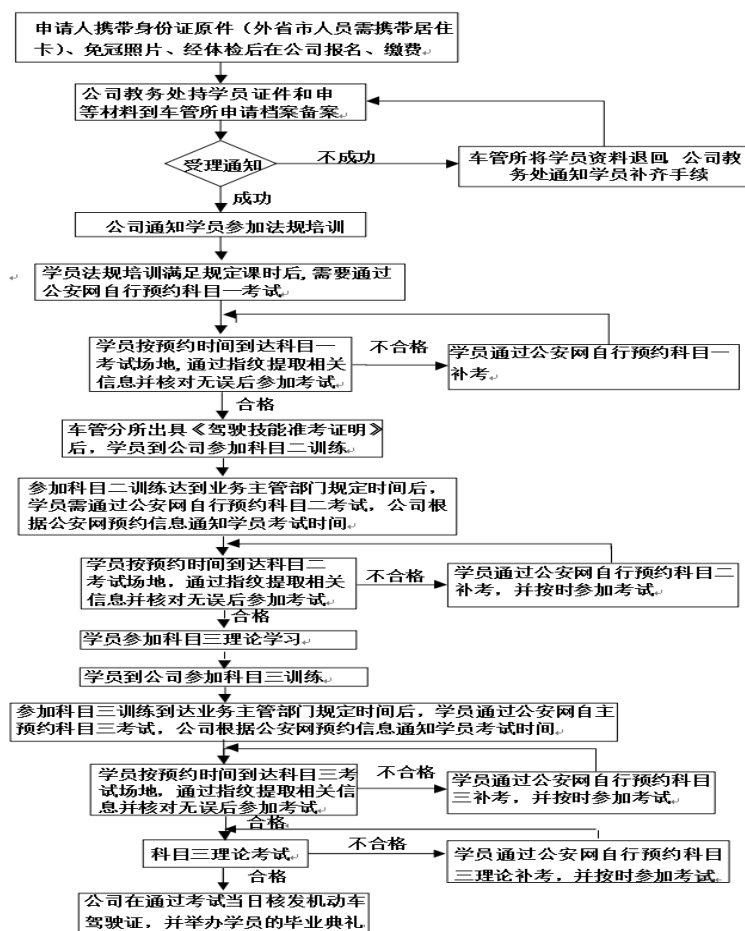 申请人携带身份证原件（外省市人员需携带居住
卡）、免冠照片、经体检后在公司报名、缴费
公司教务处持学员证件和申
等材料到车管所申请档案备案
受理通知
不成功
车管所将学员资料退回 公司教
务处通知学员补齐手续
成功
公司通知学员参加法规培训
学员法规培训满足规定课时后,需要通过
公安网自行预约科目一考试
学员按预约时间到达科目一
考试场地,通过指纹提取相关
信息并核对无误后参加考试
不合格
学员通过公安网自行预约科目一
补考
合格
车管分所出具《驾驶技能准考证明》
后，学员到公司参加科目二训练
参加科目二训练达到业务主管部门规定时间后，
学员需通过公安网自行预约科目二考试，公司根
据公安网预约信息通知学员考试时间
学员按预约时间到达科目二
考试场地，通过指纹提取相关
信息并核对无误后参加考试
不合格
学员通过公安网自行预约科目二
补考，并按时参加考试
合格
学员参加科目三理论学习
学员到公司参加科目三训练
参加科目三训练到达业务主管部门规定时间后，学员通过公安网自主
预约科目三考试，公司根据公安网预约信息通知学员考试时间
学员按预约时间到达科目三考
试场地，通过指纹提取相关信
息并核对无误后参加考试
不合格
学员通过公安网自行预约科目
三补考，并按时参加考试
合格
科目三理论考试
不合格
学员通过公安网自行预约科目
三理论补考，并按时参加考试
合格
公司在通过考试当日核发机动车
驾驶证，并举办学员的毕业典礼